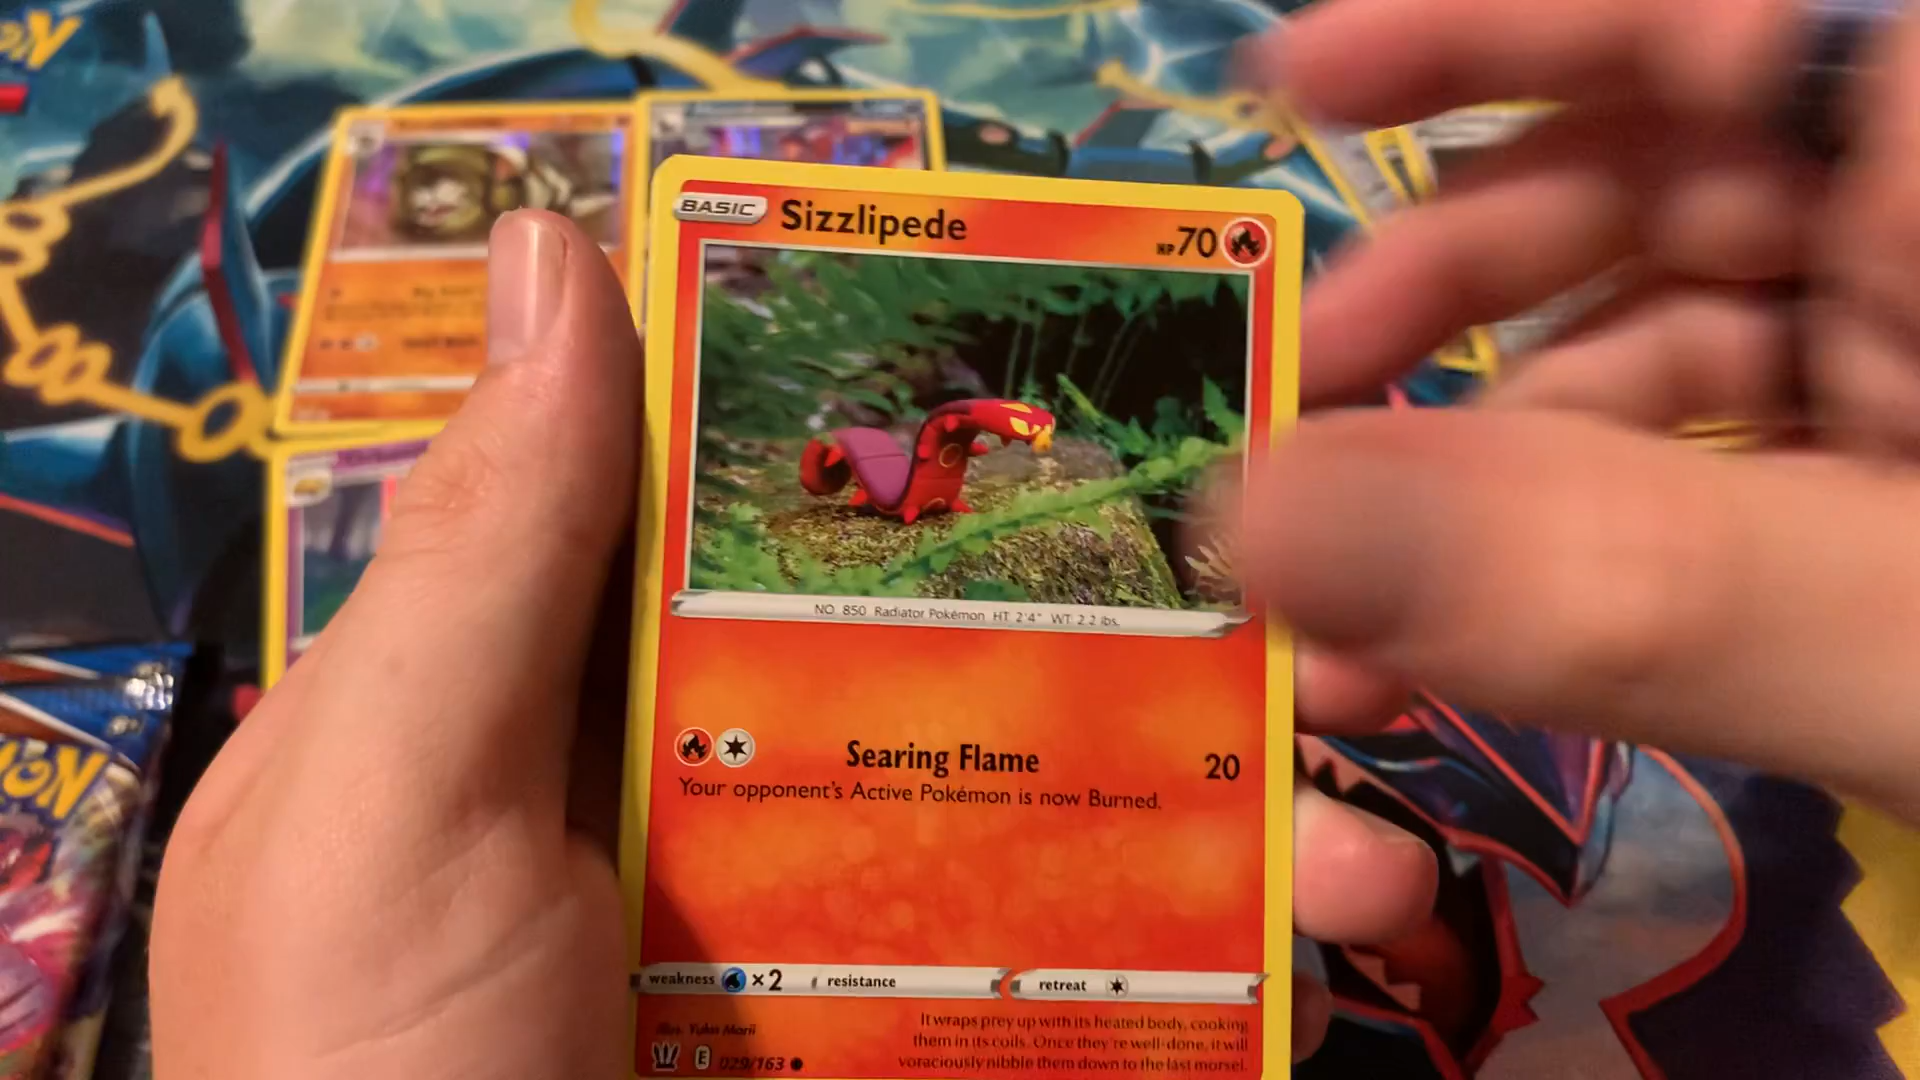 BASIC Sizzlipede HP 70
NO. 850 Radiator Pokémon HT 2'4" WT 2.2 lbs.
Searing Flame 20
Your opponent's Active Pokémon is now Burned.
weakness ×2 resistance retreat
Illus. Yuka Morii
It wraps prey up with its heated body, cooking
them in its coils. Once they're well-done, it will
voraciously nibble them down to the last morsel.
E 029/163